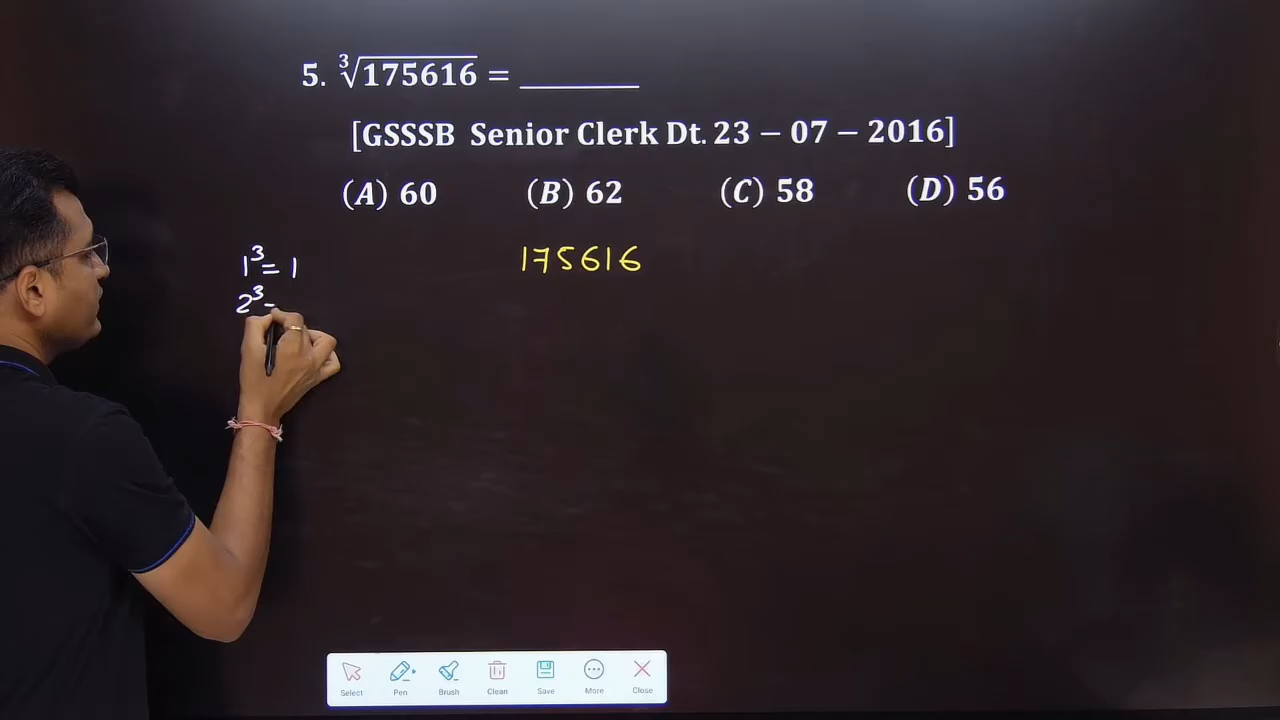 5. ∛175616 = ________
[GSSSB Senior Clerk Dt. 23 – 07 – 2016]
(A) 60 (B) 62 (C) 58 (D) 56
1³ = 1
175616
2³ =
Select Pen Brush Clean Save More Close